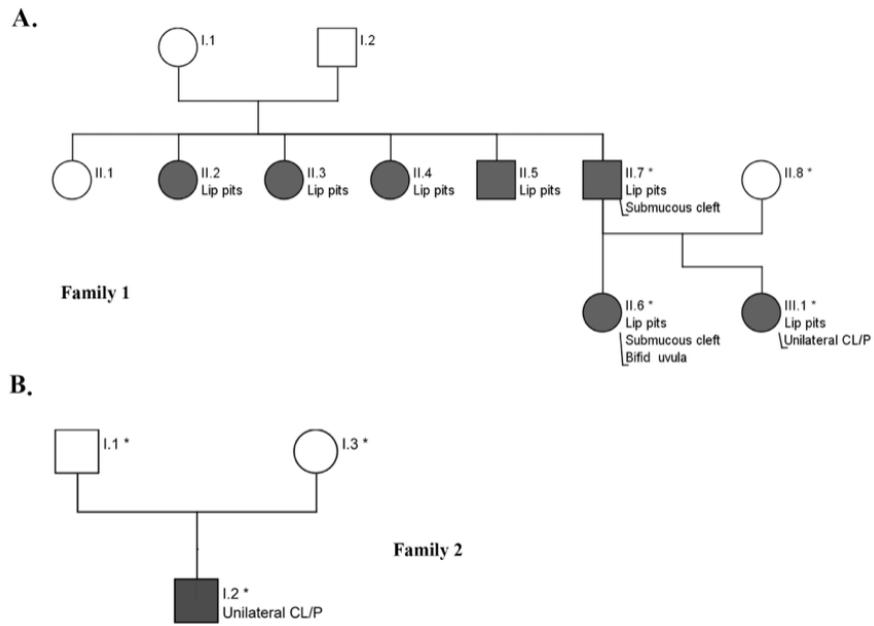 A.
I.1
I.2
II.1
II.2
Lip pits
II.3
Lip pits
II.4
Lip pits
II.5
Lip pits
II.7 *
Lip pits
Submucous cleft
II.8 *
Family 1
II.6 *
Lip pits
Submucous cleft
Bifid uvula
III.1 *
Lip pits
Unilateral CL/P
B.
I.1 *
I.3 *
Family 2
I.2 *
Unilateral CL/P